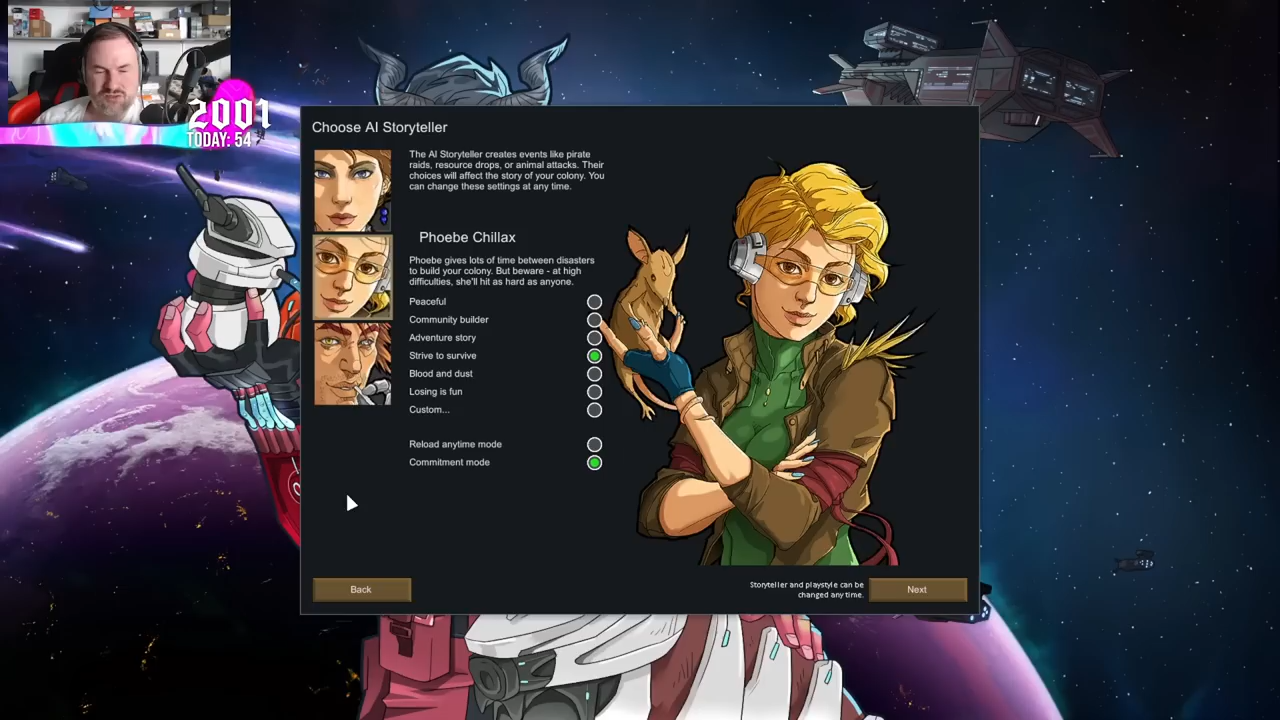 2001
TODAY: 54
Choose AI Storyteller
The AI Storyteller creates events like pirate
raids, resource drops, or animal attacks. Their
choices will affect the story of your colony. You
can change these settings at any time.
Phoebe Chillax
Phoebe gives lots of time between disasters
to build your colony. But beware - at high
difficulties, she'll hit as hard as anyone.
Peaceful
Community builder
Adventure story
Strive to survive
Blood and dust
Losing is fun
Custom...
Reload anytime mode
Commitment mode
Back
Storyteller and playstyle can be
changed any time.
Next